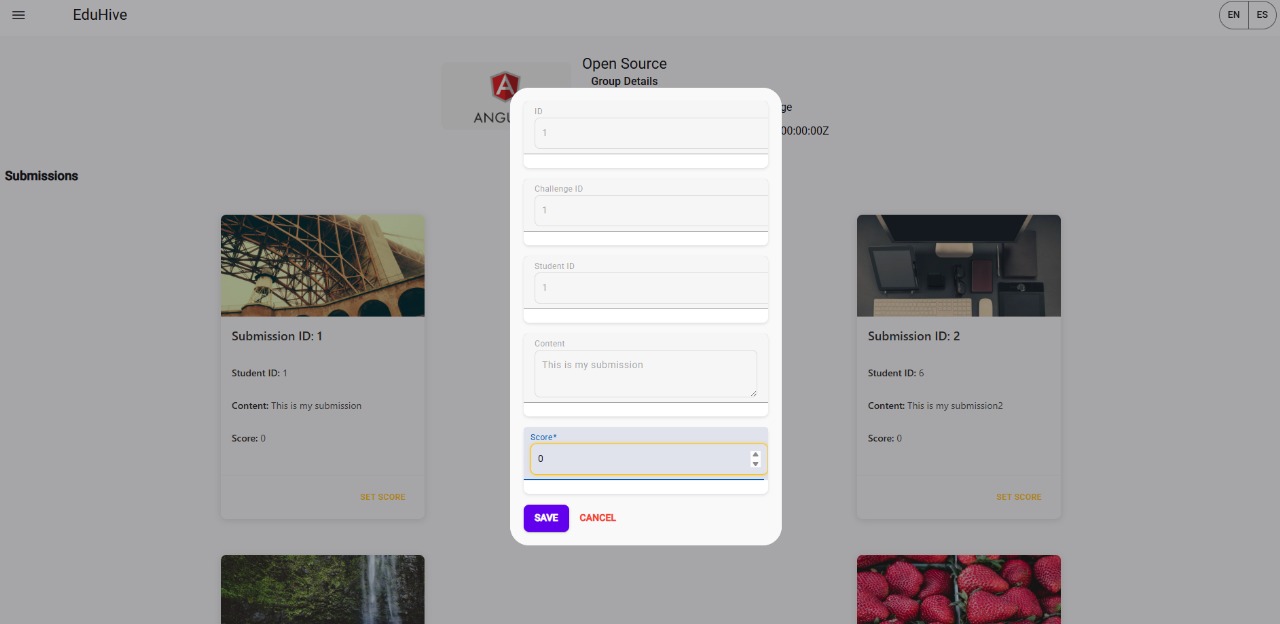 EduHive
EN ES
Open Source
Group Details
ANGU
ge
00:00:00Z
Submissions
ID
1
Challenge ID
1
Student ID
1
Content
This is my submission
Score*
0
SAVE CANCEL
Submission ID: 1
Student ID: 1
Content: This is my submission
Score: 0
SET SCORE
Submission ID: 2
Student ID: 6
Content: This is my submission2
Score: 0
SET SCORE